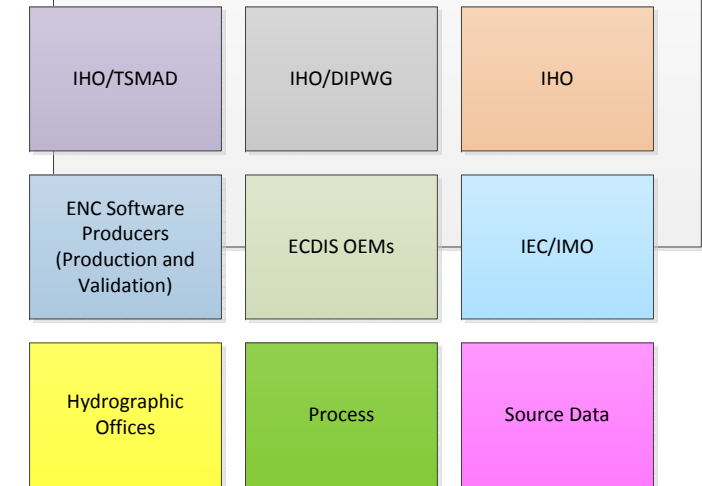 IHO/TSMAD
IHO/DIPWG
IHO
ENC Software
Producers
(Production and
Validation)
ECDIS OEMs
IEC/IMO
Hydrographic
Offices
Process
Source Data